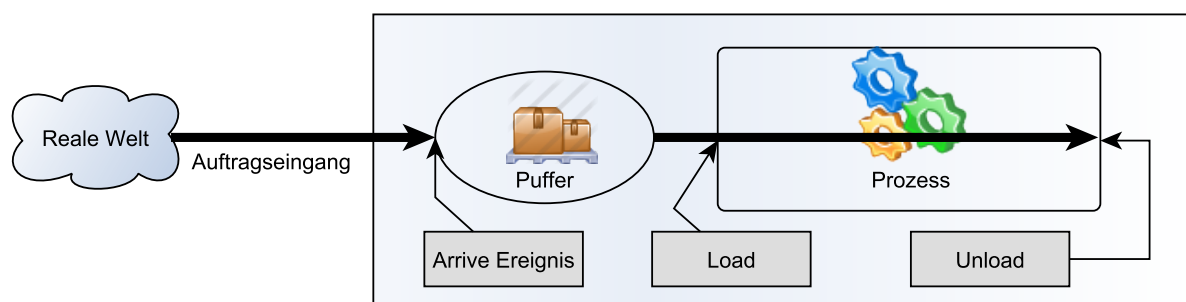 Reale Welt
Auftragseingang
Puffer
Prozess
Arrive Ereignis
Load
Unload